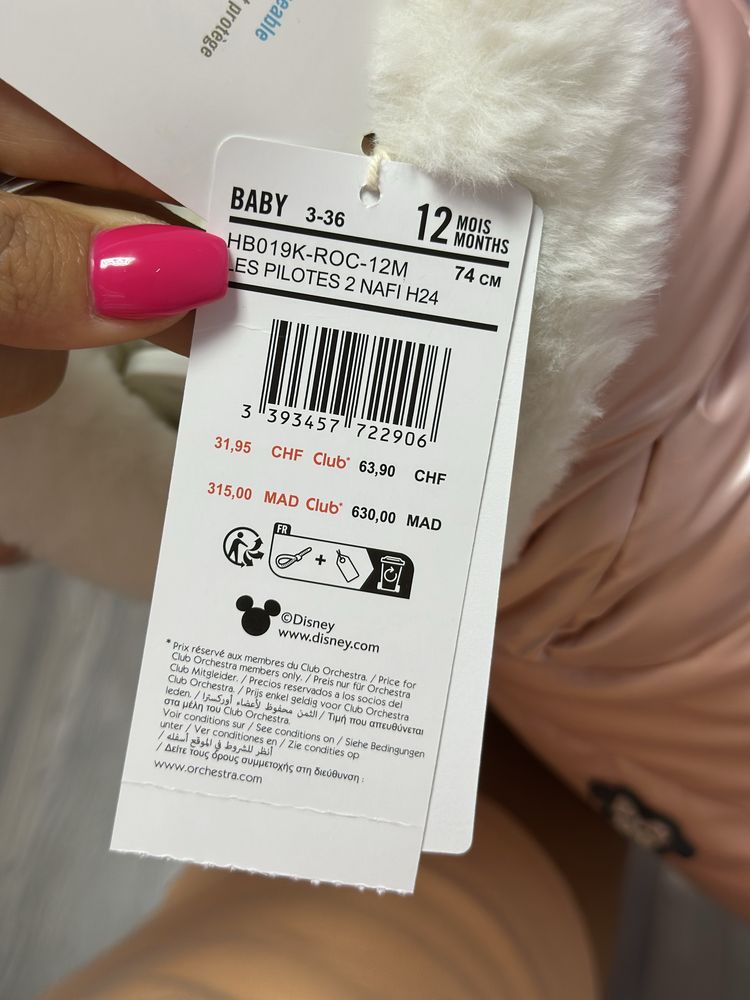 eable
protège
BABY 3-36 12 MOIS MONTHS
HB019K-ROC-12M 74 CM
LES PILOTES 2 NAFI H24
3 393457 722906
31,95 CHF Club* 63,90 CHF
315,00 MAD Club* 630,00 MAD
FR
+
©Disney
www.disney.com
* Prix réservé aux membres du Club Orchestra. / Price for
Club Orchestra members only. / Preis nur für Orchestra
Club Mitglieder. / Precios reservados a los socios del
Club Orchestra. / Prijs enkel geldig voor Club Orchestra
leden. / الثمن محفوظ لأعضاء أوركسترا / Τιμή που απευθύνεται
στα μέλη του Club Orchestra.
Voir conditions sur / See conditions on / Siehe Bedingungen
unter / Ver condiciones en / Zie condities op
/ أنظر للشروط في الموقع أسفله
/ Δείτε τους όρους συμμετοχής στη διεύθυνση :
www.orchestra.com